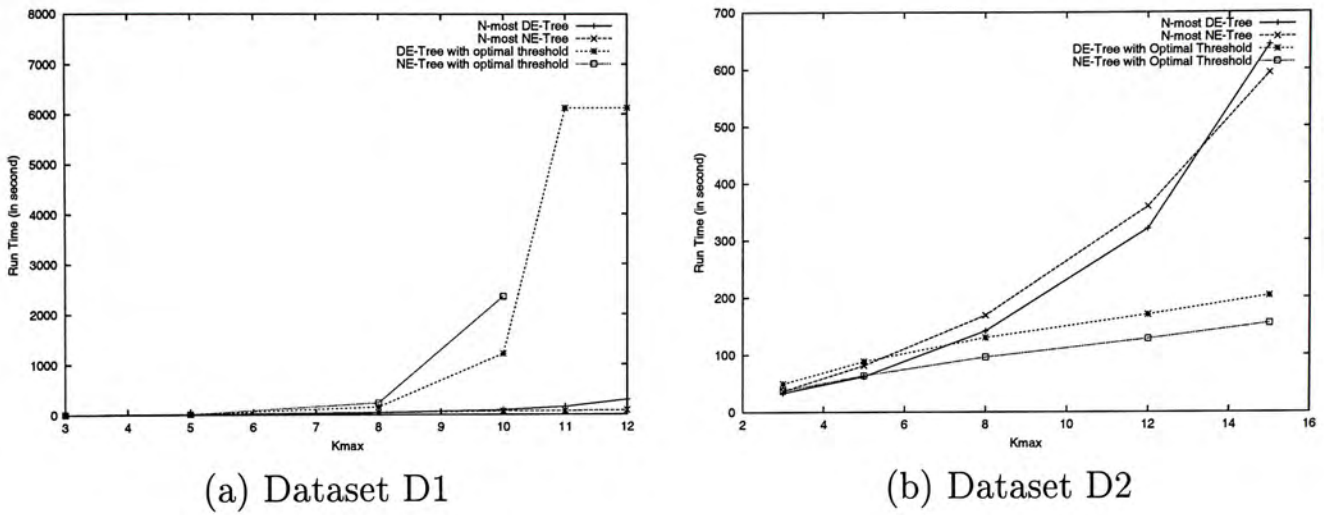 8000
7000
6000
5000
4000
3000
2000
1000
0
Run Time (in second)
N-most DE-Tree
N-most NE-Tree
DE-Tree with optimal threshold
NE-Tree with optimal threshold
3 4 5 6 7 8 9 10 11 12
Kmax
(a) Dataset D1
700
600
500
400
300
200
100
0
Run Time (in second)
N-most DE-Tree
N-most NE-Tree
DE-Tree with Optimal Threshold
NE-Tree with Optimal Threshold
2 4 6 8 10 12 14 16
Kmax
(b) Dataset D2